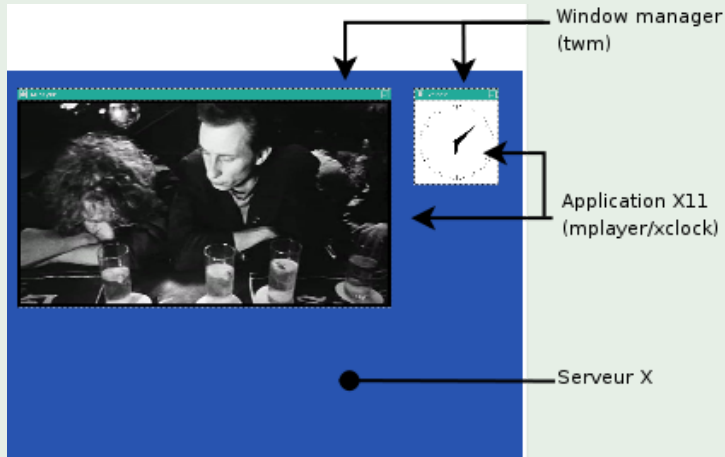 Window manager
(twm)
Application X11
(mplayer/xclock)
Serveur X